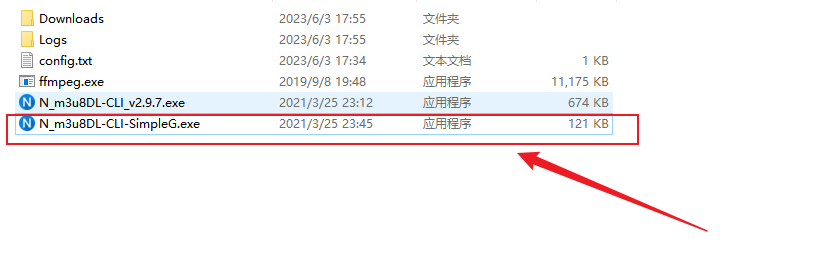 Downloads 2023/6/3 17:55 文件夹
Logs 2023/6/3 17:55 文件夹
config.txt 2023/6/3 17:34 文本文档 1 KB
ffmpeg.exe 2019/9/8 19:48 应用程序 11,175 KB
N_m3u8DL-CLI_v2.9.7.exe 2021/3/25 23:12 应用程序 674 KB
N_m3u8DL-CLI-SimpleG.exe 2021/3/25 23:45 应用程序 121 KB